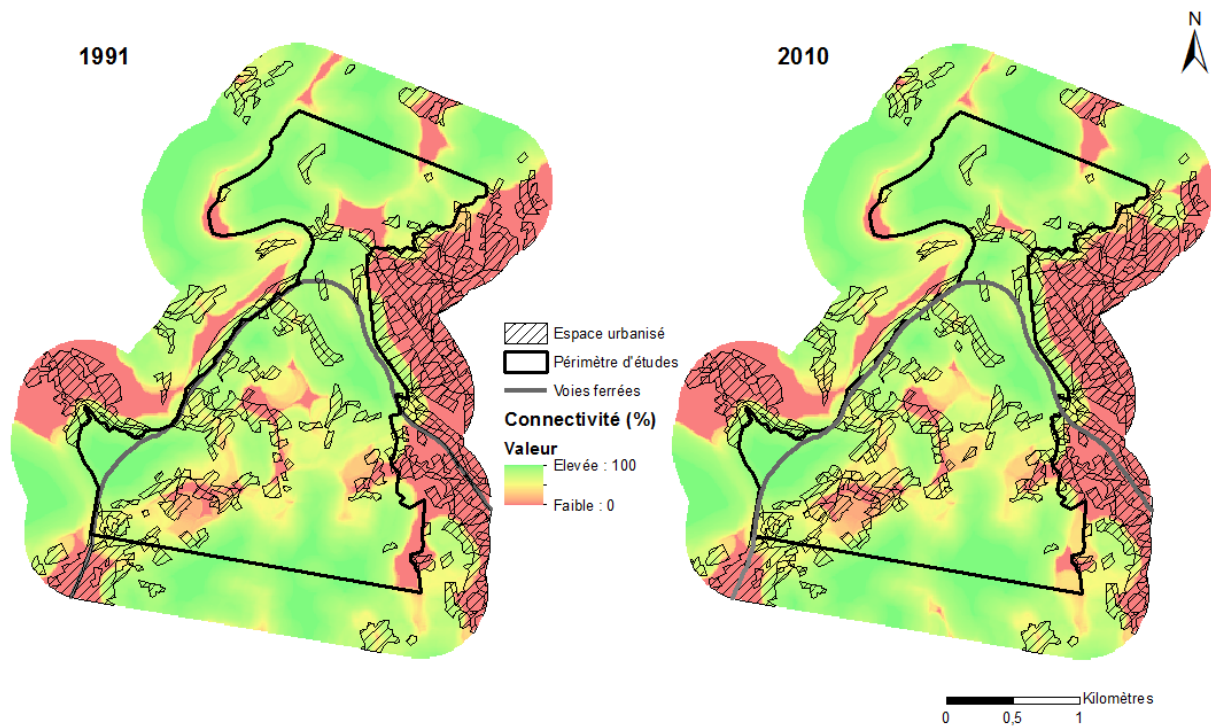 1991
2010
N
Espace urbanisé
Périmètre d'études
Voies ferrées
Connectivité (%)
Valeur
Elevée : 100
Faible : 0
Kilomètres
0 0,5 1